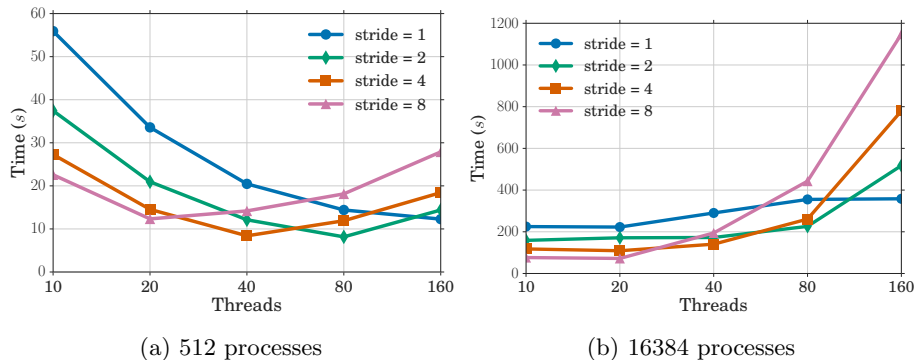 60
50
40
30
20
10
0
Time (s)
10 20 40 80 160
Threads
stride = 1
stride = 2
stride = 4
stride = 8
(a) 512 processes
1200
1000
800
600
400
200
0
Time (s)
10 20 40 80 160
Threads
stride = 1
stride = 2
stride = 4
stride = 8
(b) 16384 processes